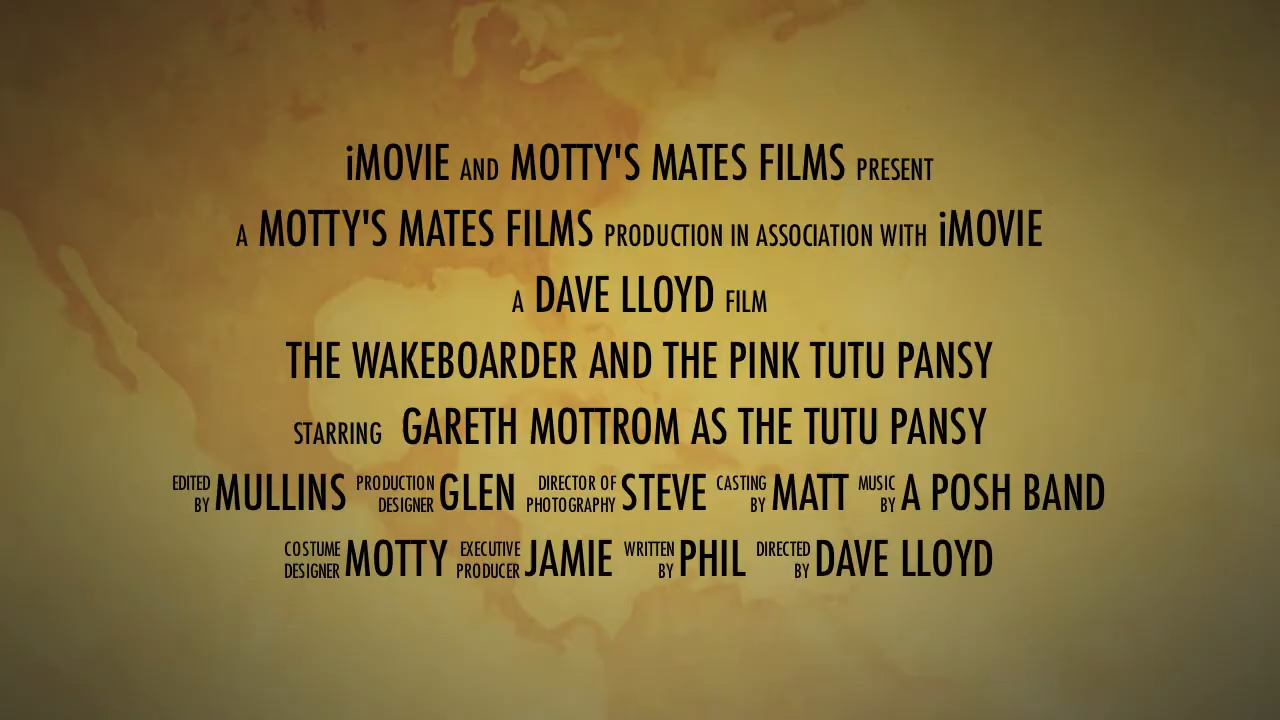 iMOVIE AND MOTTY'S MATES FILMS PRESENT
A MOTTY'S MATES FILMS PRODUCTION IN ASSOCIATION WITH iMOVIE
A DAVE LLOYD FILM
THE WAKEBOARDER AND THE PINK TUTU PANSY
STARRING GARETH MOTTROM AS THE TUTU PANSY
EDITED BY MULLINS PRODUCTION DESIGNER GLEN DIRECTOR OF PHOTOGRAPHY STEVE CASTING BY MATT MUSIC BY A POSH BAND
COSTUME DESIGNER MOTTY EXECUTIVE PRODUCER JAMIE WRITTEN BY PHIL DIRECTED BY DAVE LLOYD